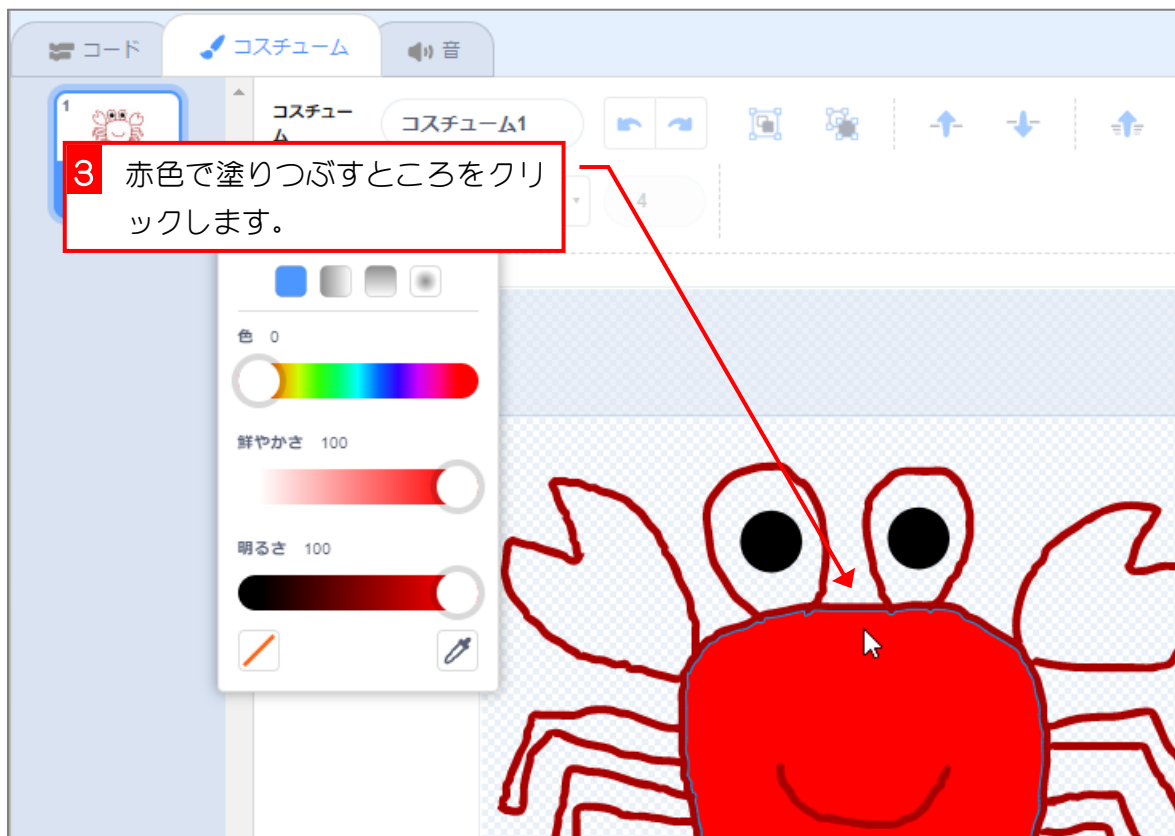 コード
コスチューム
音
1
コスチュー
ム
コスチューム1
3 赤色で塗りつぶすところをクリ
ックします。
4
色 0
鮮やかさ 100
明るさ 100